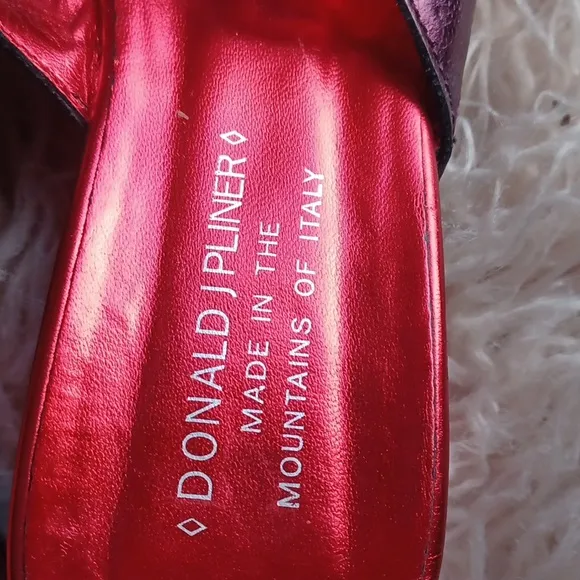 ◊ DONALD J PLINER ◊
MADE IN THE
MOUNTAINS OF ITALY